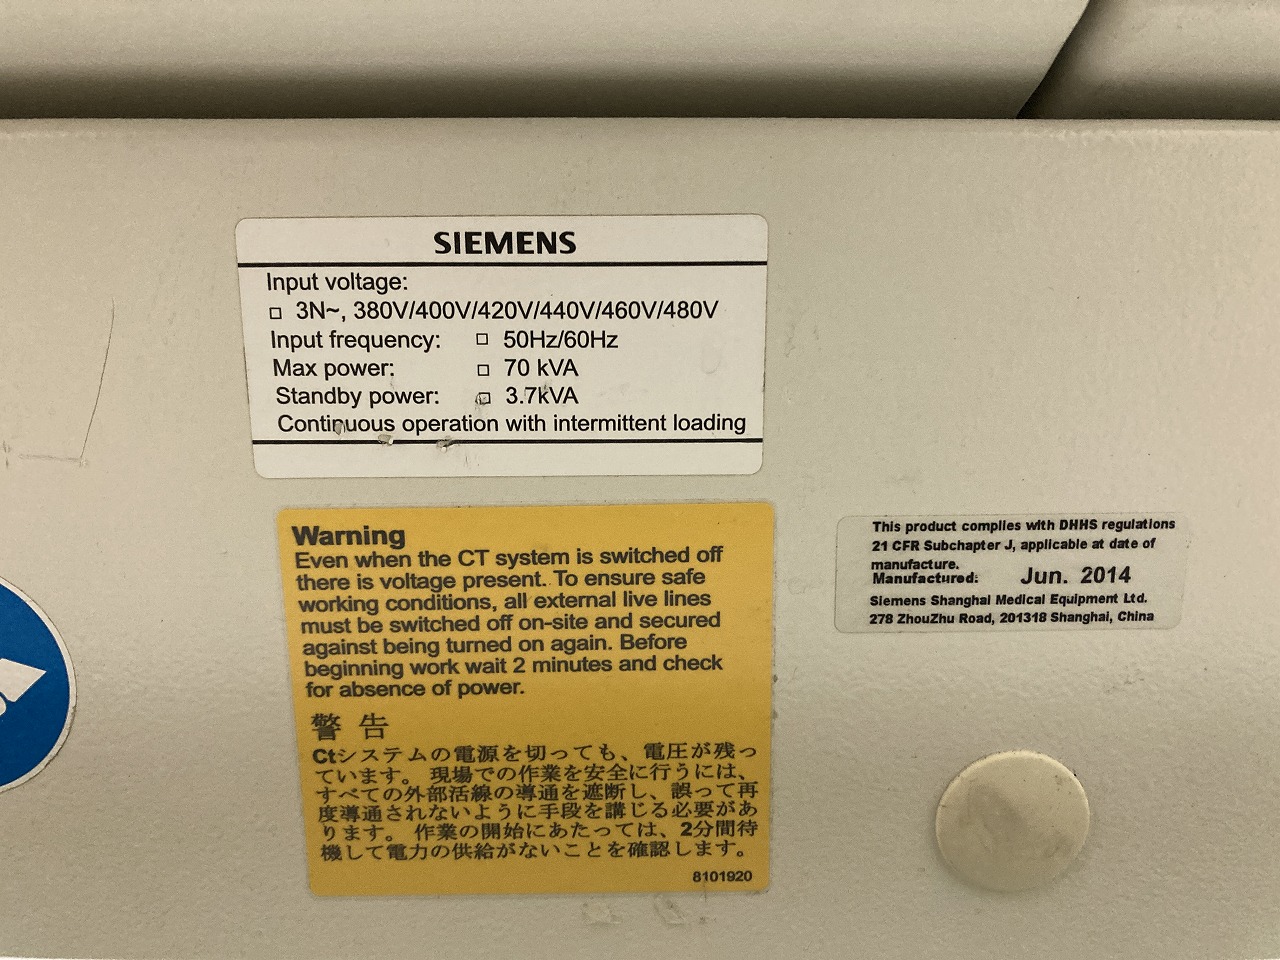 SIEMENS
Input voltage:
□ 3N~, 380V/400V/420V/440V/460V/480V
Input frequency: □ 50Hz/60Hz
Max power: □ 70 kVA
Standby power: □ 3.7kVA
Continuous operation with intermittent loading
Warning
Even when the CT system is switched off
there is voltage present. To ensure safe
working conditions, all external live lines
must be switched off on-site and secured
against being turned on again. Before
beginning work wait 2 minutes and check
for absence of power.
警告
Ctシステムの電源を切っても、電圧が残っ
ています。現場での作業を安全に行うには、
すべての外部活線の導通を遮断し、誤って再
度導通されないように手段を講じる必要があ
ります。作業の開始にあたっては、2分間待
機して電力の供給がないことを確認します。
8101920
This product complies with DHHS regulations
21 CFR Subchapter J, applicable at date of
manufacture.
Manufactured: Jun. 2014
Siemens Shanghai Medical Equipment Ltd.
278 ZhouZhu Road, 201318 Shanghai, China